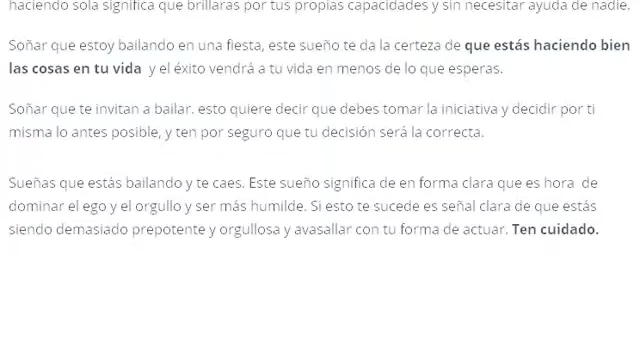 haciendo sola significa que brillaras por tus propias capacidades y sin necesitar ayuda de nadie.
Soñar que estoy bailando en una fiesta, este sueño te da la certeza de que estás haciendo bien
las cosas en tu vida y el éxito vendrá a tu vida en menos de lo que esperas.
Soñar que te invitan a bailar. esto quiere decir que debes tomar la iniciativa y decidir por ti
misma lo antes posible, y ten por seguro que tu decisión será la correcta.
Sueñas que estás bailando y te caes. Este sueño significa de en forma clara que es hora de
dominar el ego y el orgullo y ser más humilde. Si esto te sucede es señal clara de que estás
siendo demasiado prepotente y orgullosa y avasallar con tu forma de actuar. Ten cuidado.